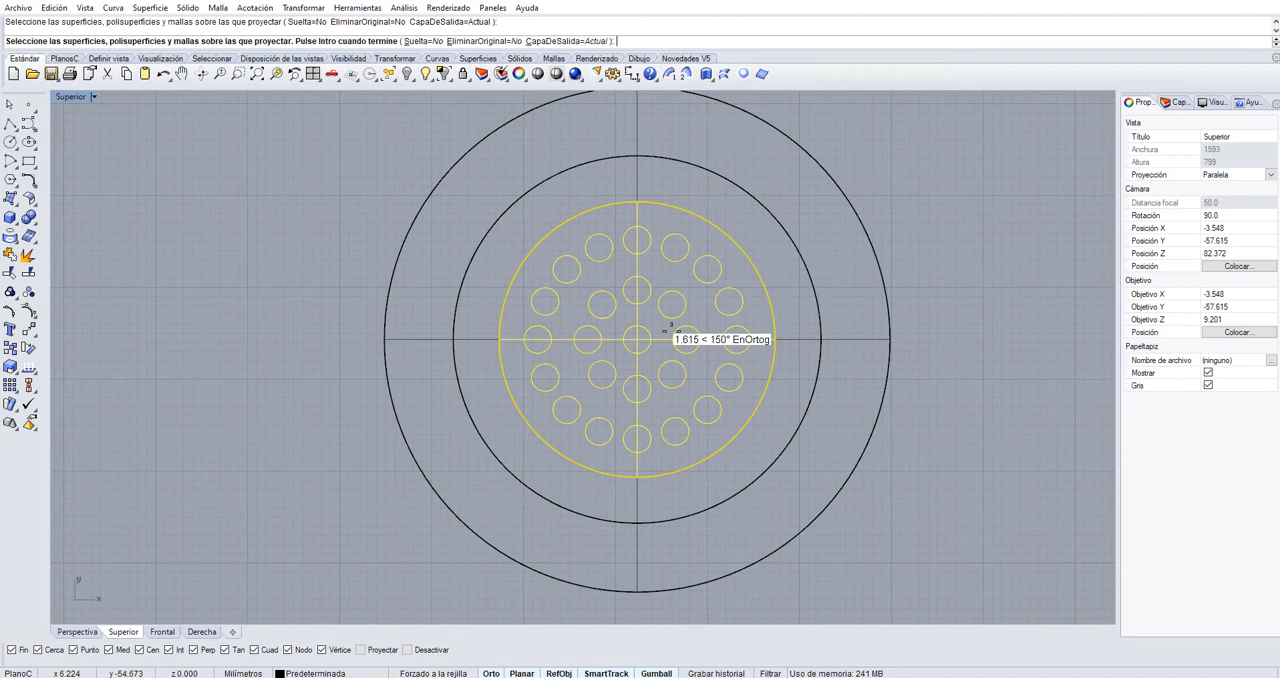 Archivo Edición Vista Curva Superficie Sólido Malla Acotación Transformar Herramientas Análisis Renderizado Paneles Ayuda
Seleccione las superficies, polisuperficies y mallas sobre las que proyectar ( Suelta=No EliminarOriginal=No CapaDeSalida=Actual ):
Seleccione las superficies, polisuperficies y mallas sobre las que proyectar. Pulse Intro cuando termine ( Suelta=No EliminarOriginal=No CapaDeSalida=Actual ):
Estándar PlanosC Definir vista Visualización Seleccionar Disposición de las vistas Visibilidad Transformar Curvas Superficies Sólidos Mallas Renderizado Dibujo Novedades V5
Superior
Prop... Cap... Visu... Ayu...
Vista
Título Superior
Anchura 1593
Altura 799
Proyección Paralela
Cámara
Distancia focal 50.0
Rotación 90.0
Posición X -3.548
Posición Y -57.615
Posición Z 82.372
Posición Colocar...
Objetivo
Objetivo X -3.548
Objetivo Y -57.615
Objetivo Z 9.201
Posición Colocar...
Papeltapiz
Nombre de archivo (ninguno) ...
Mostrar
Gris
1.615 < 150° EnOrtog
y
x
Perspectiva Superior Frontal Derecha
Fin Cerca Punto Med Cen Int Perp Tan Cuad Nodo Vértice Proyectar Desactivar
PlanoC x 6.224 y -54.673 z 0.000 Milímetros Predeterminada Forzado a la rejilla Orto Planar RefObj SmartTrack Gumball Grabar historial Filtrar Uso de memoria: 241 MB